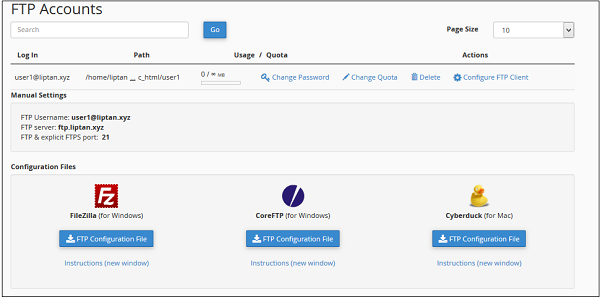 FTP Accounts
Search Go Page Size 10
Log In Path Usage / Quota Actions
user1@liptan.xyz /home/liptan _ c_html/user1 0 / ∞ MB Change Password Change Quota Delete Configure FTP Client
Manual Settings
FTP Username: user1@liptan.xyz
FTP server: ftp.liptan.xyz
FTP & explicit FTPS port: 21
Configuration Files
Fz
FileZilla (for Windows) CoreFTP (for Windows) Cyberduck (for Mac)
FTP Configuration File FTP Configuration File FTP Configuration File
Instructions (new window) Instructions (new window) Instructions (new window)